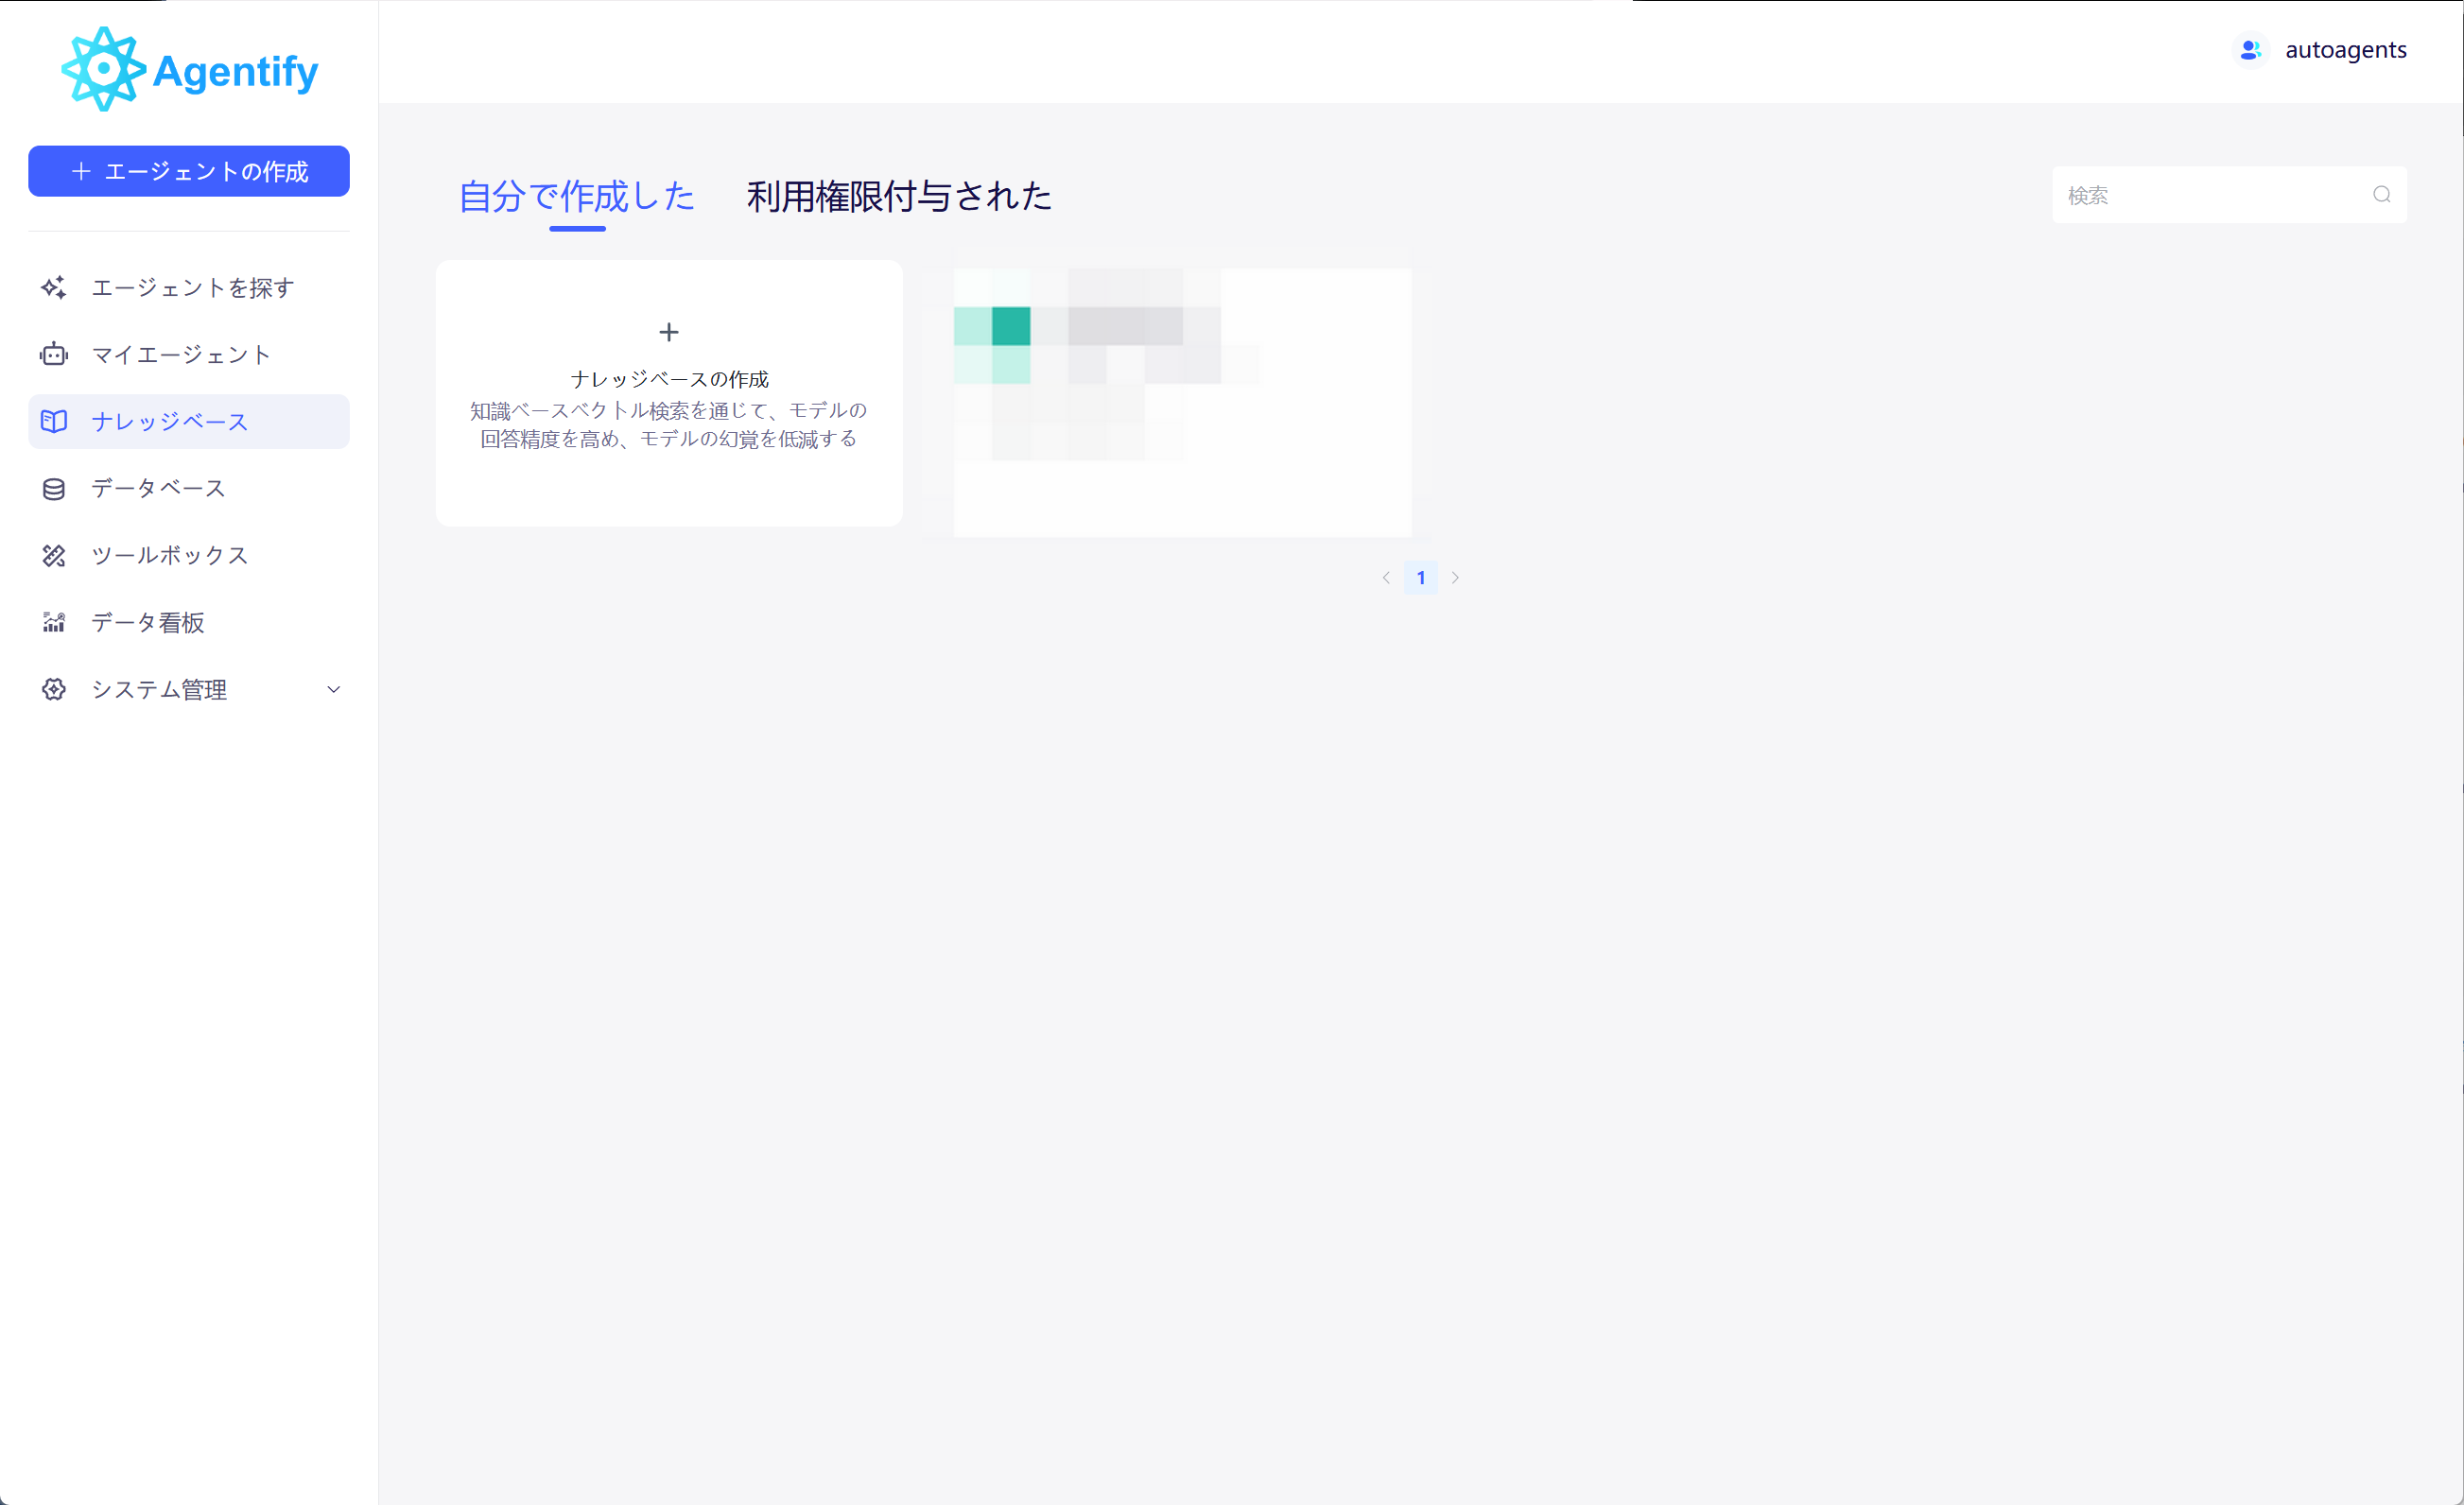 Agentify
autoagents
エージェントの作成
エージェントを探す
マイエージェント
ナレッジベース
データベース
ツールボックス
データ看板
システム管理
自分で作成した
利用権限付与された
検索
ナレッジベースの作成
知識ベースベクトル検索を通じて、モデルの
回答精度を高め、モデルの幻覚を低減する
1